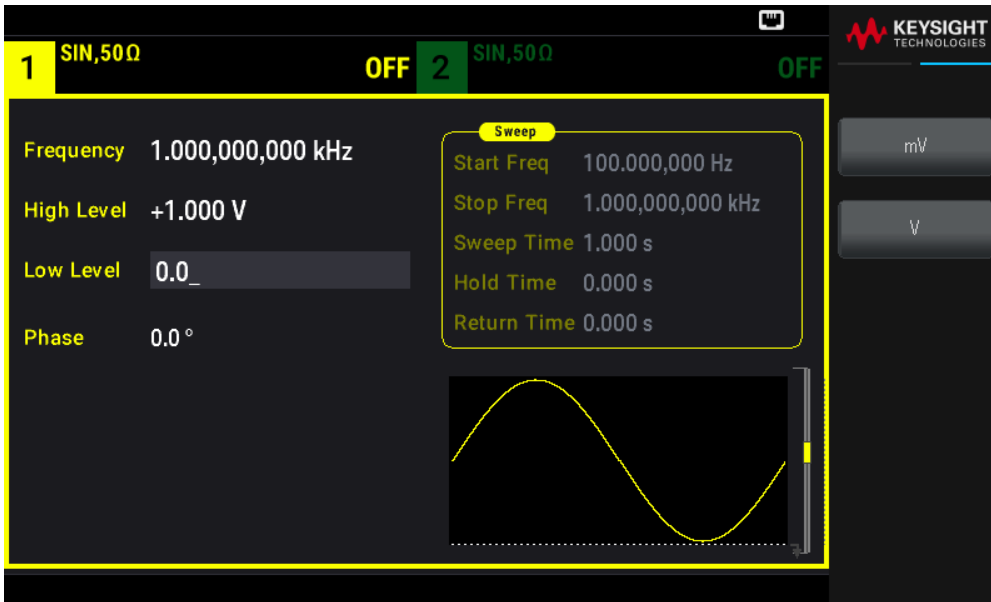 KEYSIGHT
TECHNOLOGIES
1 SIN,50Ω OFF
2 SIN,50Ω OFF
Frequency 1.000,000,000 kHz
High Level +1.000 V
Low Level 0.0_
Phase 0.0 °
Sweep
Start Freq 100.000,000 Hz
Stop Freq 1.000,000,000 kHz
Sweep Time 1.000 s
Hold Time 0.000 s
Return Time 0.000 s
mV
V